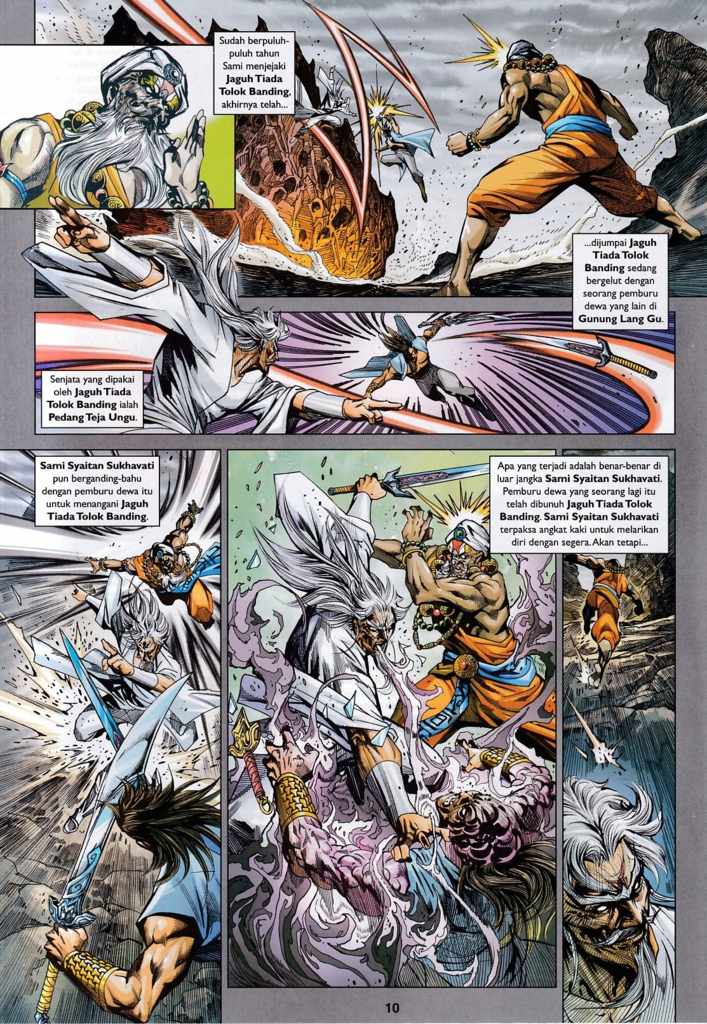 Sudah berpuluh-
puluh tahun
Sami menjejaki
Jaguh Tiada
Tolok Banding,
akhirnya telah...
...dijumpai Jaguh
Tiada Tolok
Banding sedang
bergelut dengan
seorang pemburu
dewa yang lain di
Gunung Lang Gu.
Senjata yang dipakai
oleh Jaguh Tiada
Tolok Banding ialah
Pedang Teja Ungu.
Sami Syaitan Sukhavati
pun berganding-bahu
dengan pemburu dewa itu
untuk menangani Jaguh
Tiada Tolok Banding.
Apa yang terjadi adalah benar-benar di
luar jangka Sami Syaitan Sukhavati.
Pemburu dewa yang seorang lagi itu
telah dibunuh Jaguh Tiada Tolok
Banding. Sami Syaitan Sukhavati
terpaksa angkat kaki untuk melarikan
diri dengan segera. Akan tetapi...
10